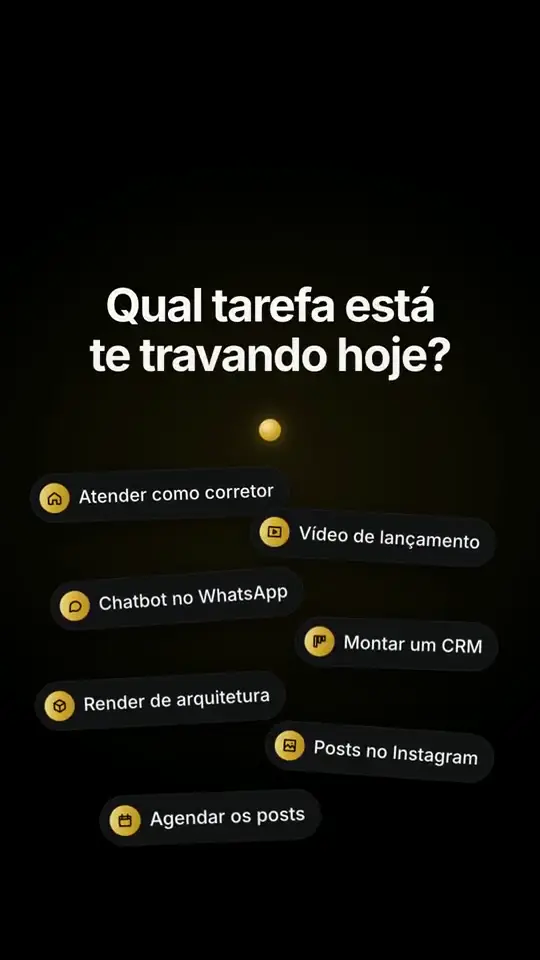 Qual tarefa está
te travando hoje?
Atender como corretor
Vídeo de lançamento
Chatbot no WhatsApp
Montar um CRM
Render de arquitetura
Posts no Instagram
Agendar os posts